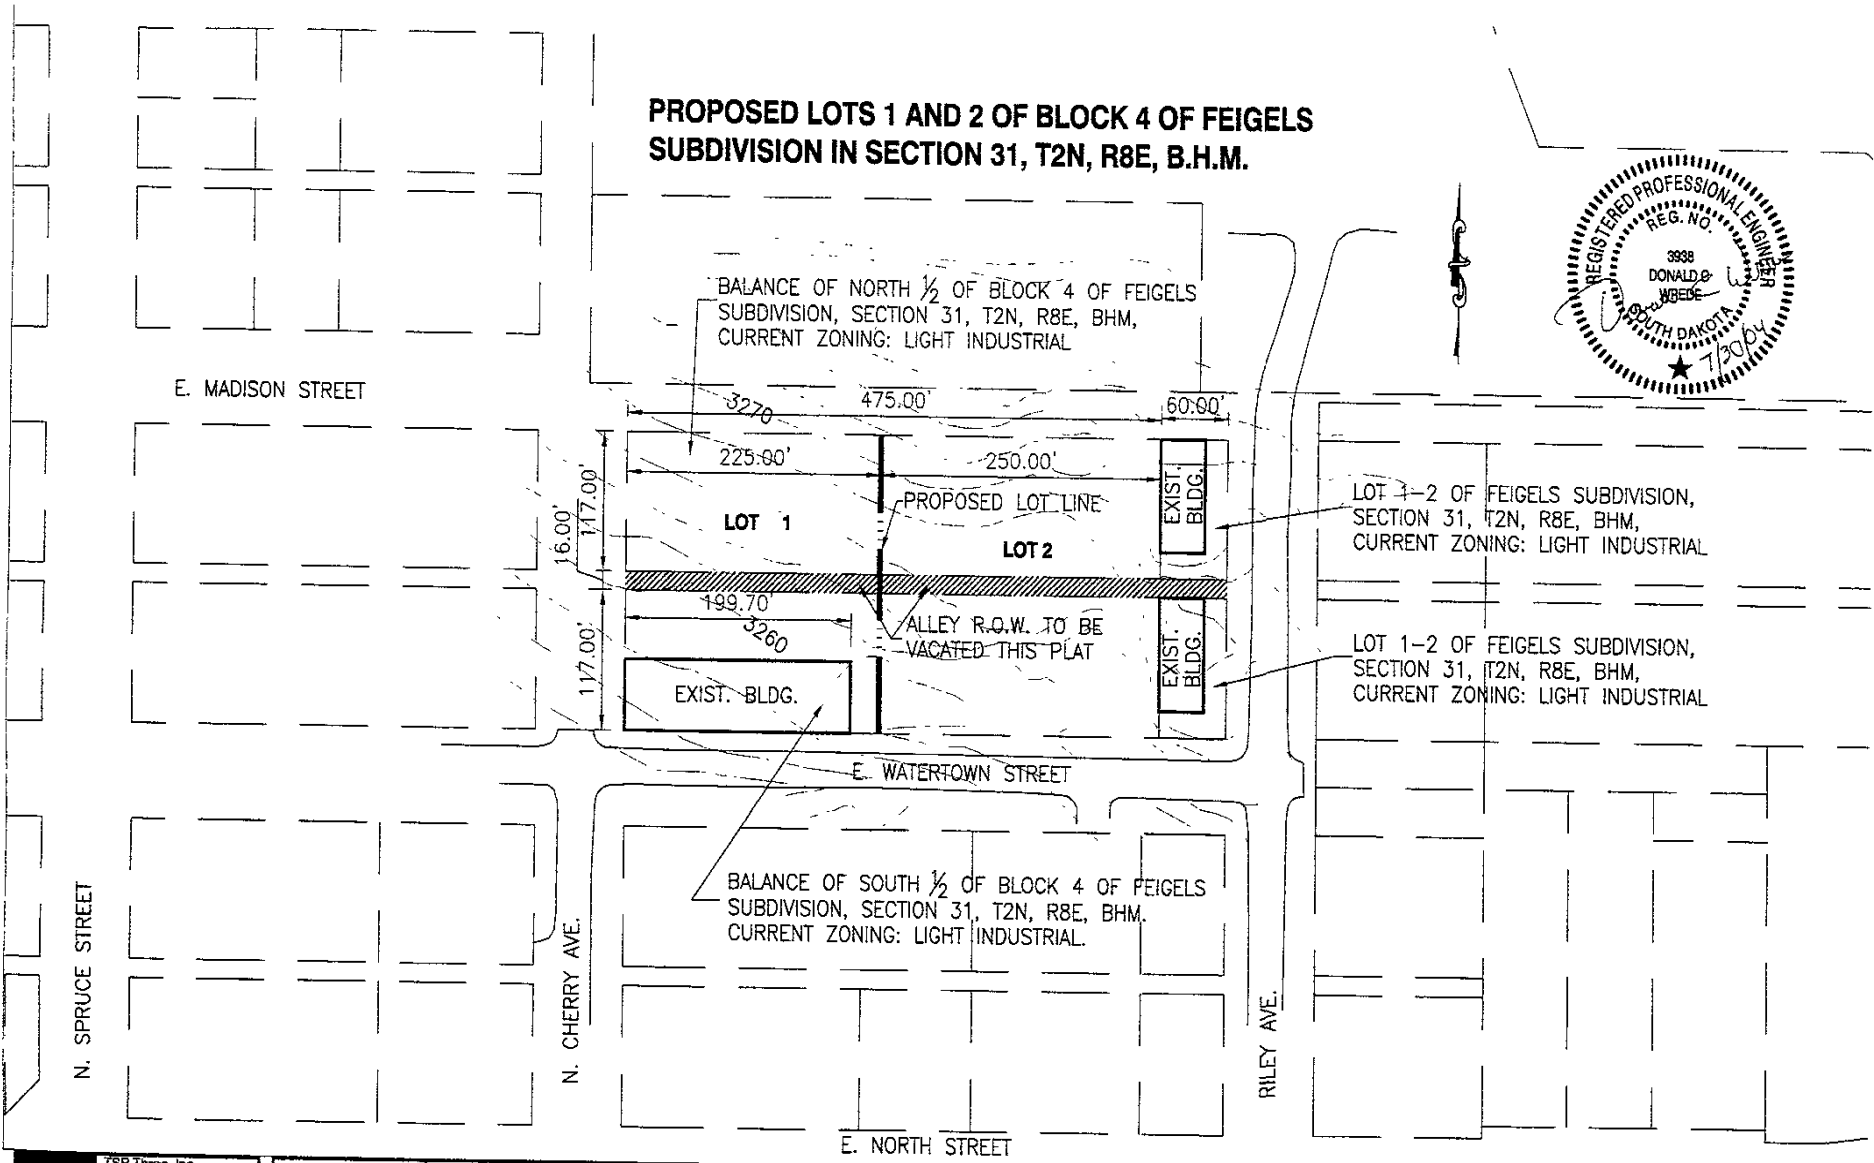 PROPOSED LOTS 1 AND 2 OF BLOCK 4 OF FEIGELS
SUBDIVISION IN SECTION 31, T2N, R8E, B.H.M.
REGISTERED PROFESSIONAL ENGINEER
REG. NO.
3938
DONALD
WREDE
SOUTH DAKOTA
7/30/04
BALANCE OF NORTH ½ OF BLOCK 4 OF FEIGELS
SUBDIVISION, SECTION 31, T2N, R8E, BHM,
CURRENT ZONING: LIGHT INDUSTRIAL
E. MADISON STREET
3270
475.00'
60.00'
225.00'
250.00'
117.00'
16.00'
LOT 1
PROPOSED LOT LINE
LOT 2
EXIST.
BLDG.
LOT 1-2 OF FEIGELS SUBDIVISION,
SECTION 31, T2N, R8E, BHM,
CURRENT ZONING: LIGHT INDUSTRIAL
199.70'
3260
117.00'
ALLEY R.O.W. TO BE
VACATED THIS PLAT
EXIST.
BLDG.
LOT 1-2 OF FEIGELS SUBDIVISION,
SECTION 31, T2N, R8E, BHM,
CURRENT ZONING: LIGHT INDUSTRIAL
EXIST. BLDG.
E. WATERTOWN STREET
BALANCE OF SOUTH ½ OF BLOCK 4 OF FEIGELS
SUBDIVISION, SECTION 31, T2N, R8E, BHM.
CURRENT ZONING: LIGHT INDUSTRIAL.
N. SPRUCE STREET
N. CHERRY AVE.
RILEY AVE.
E. NORTH STREET